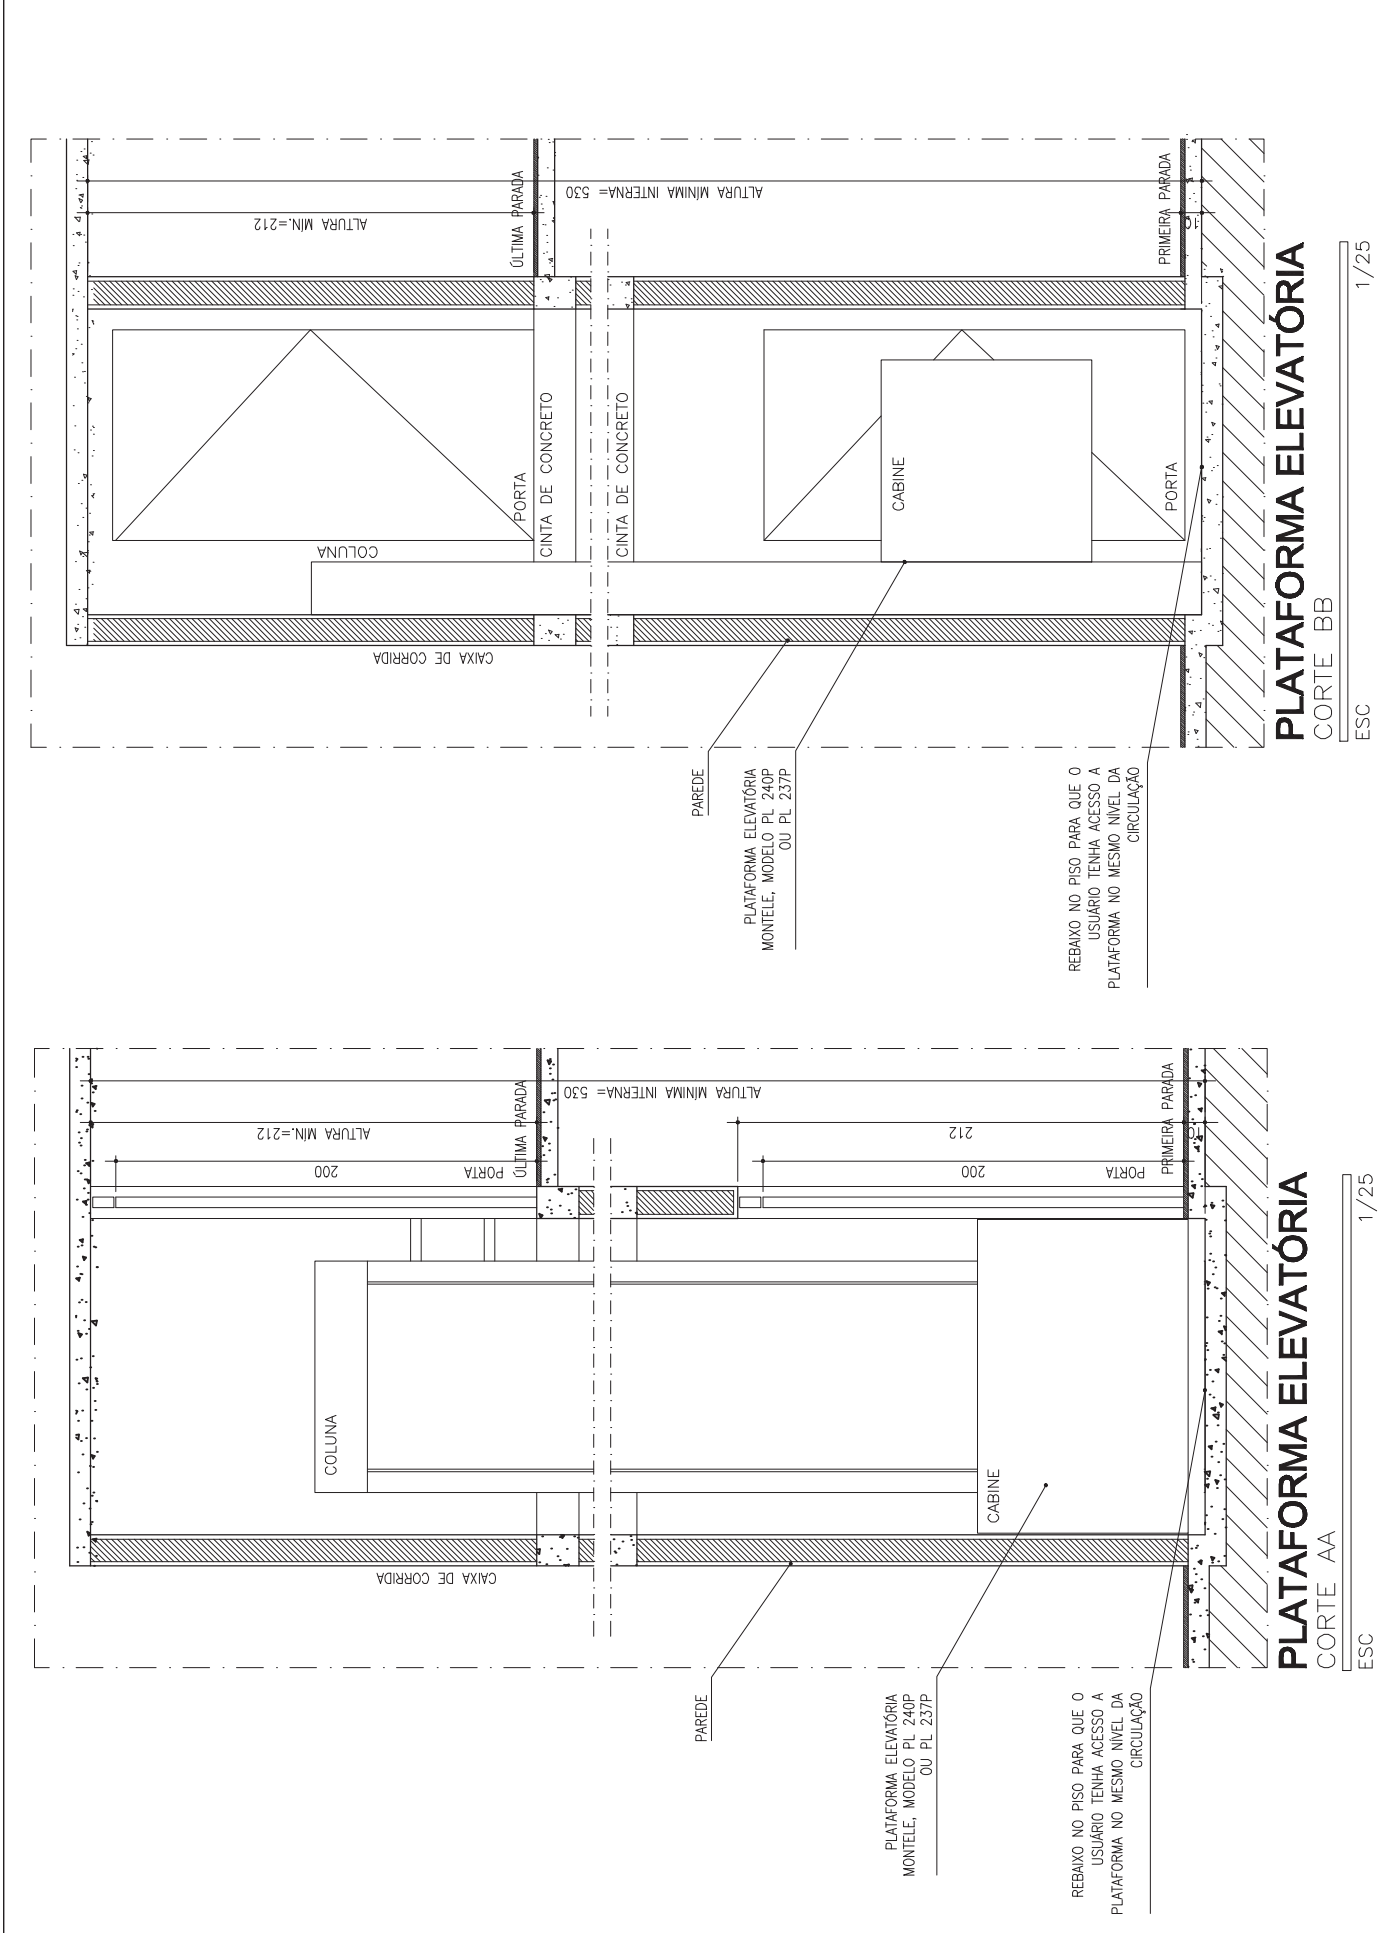 CAIXA DE CORRIDA
COLUNA
PORTA
CINTA DE CONCRETO
CINTA DE CONCRETO
CABINE
PORTA
ALTURA MÍN.=212
ÚLTIMA PARADA
ALTURA MÍNIMA INTERNA= 530
PRIMEIRA PARADA
10
PAREDE
PLATAFORMA ELEVATÓRIA
MONTELE, MODELO PL 240P
OU PL 237P
REBAIXO NO PISO PARA QUE O
USUÁRIO TENHA ACESSO A
PLATAFORMA NO MESMO NÍVEL DA
CIRCULAÇÃO
PLATAFORMA ELEVATÓRIA
CORTE BB
ESC
1/25
CAIXA DE CORRIDA
COLUNA
CABINE
ALTURA MÍN.=212
200
PORTA
ÚLTIMA PARADA
ALTURA MÍNIMA INTERNA= 530
212
200
PORTA
PRIMEIRA PARADA
10
PAREDE
PLATAFORMA ELEVATÓRIA
MONTELE, MODELO PL 240P
OU PL 237P
REBAIXO NO PISO PARA QUE O
USUÁRIO TENHA ACESSO A
PLATAFORMA NO MESMO NÍVEL DA
CIRCULAÇÃO
PLATAFORMA ELEVATÓRIA
CORTE AA
ESC
1/25